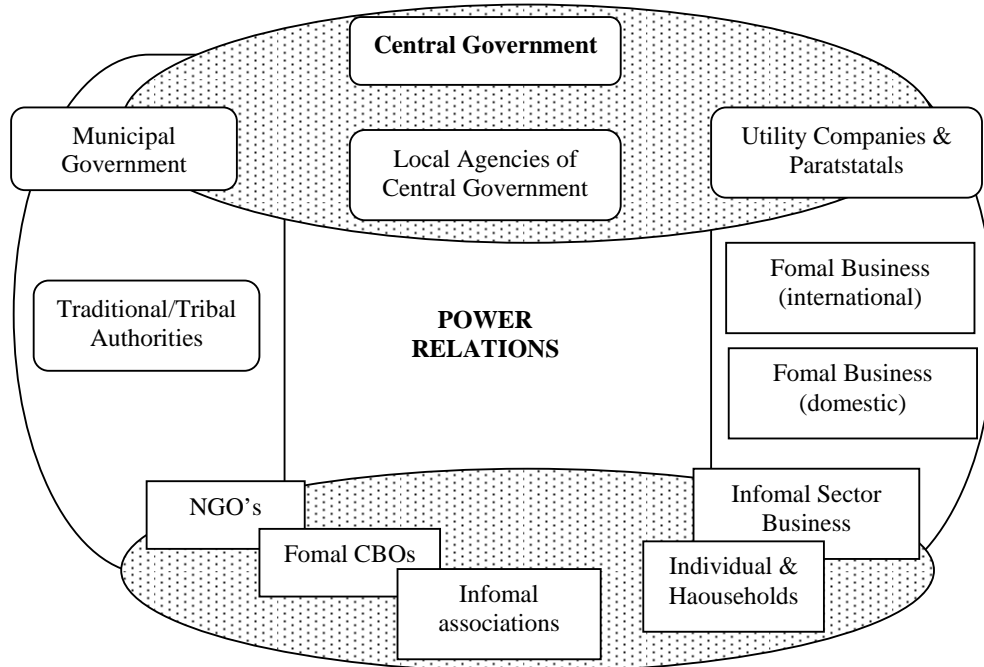 Central Government
Municipal
Government
Local Agencies of
Central Government
Utility Companies &
Paratstatals
Traditional/Tribal
Authorities
POWER
RELATIONS
Fomal Business
(international)
Fomal Business
(domestic)
NGO’s
Fomal CBOs
Infomal
associations
Infomal Sector
Business
Individual &
Haouseholds